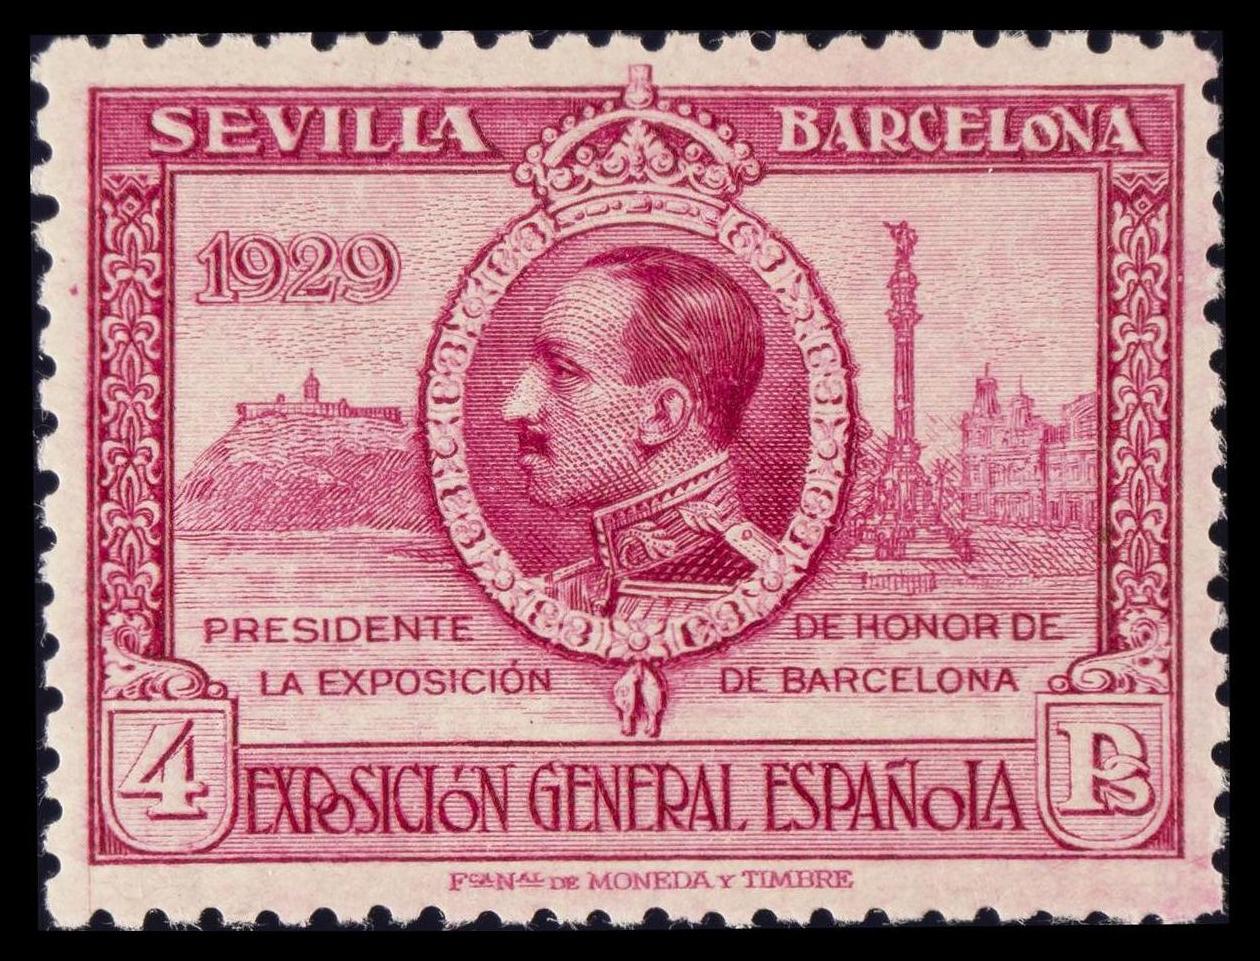 SEVILLA BARCELONA
1929
PRESIDENTE DE HONOR DE
LA EXPOSICIÓN DE BARCELONA
4 EXPOSICIÓN GENERAL ESPAÑOLA Ps
FCA NAL DE MONEDA Y TIMBRE